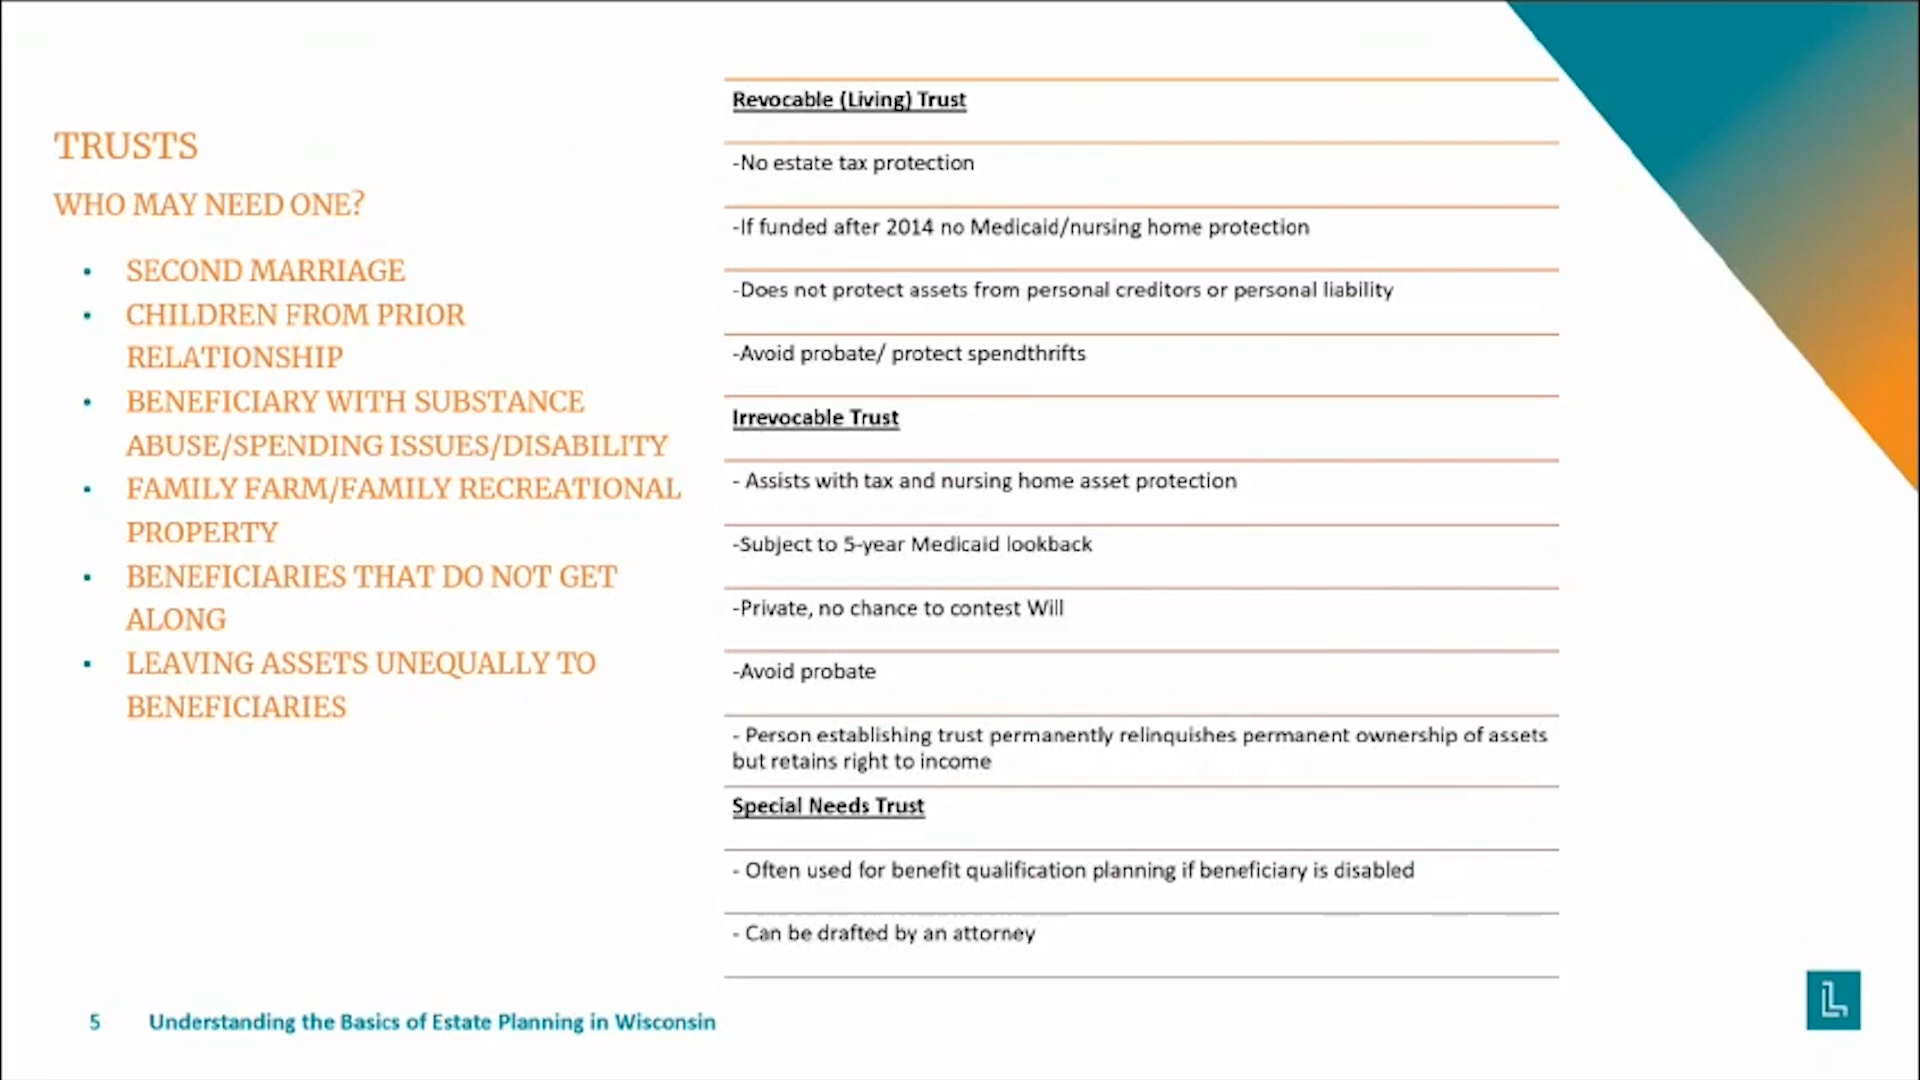 TRUSTS
WHO MAY NEED ONE?
▪ SECOND MARRIAGE
▪ CHILDREN FROM PRIOR
RELATIONSHIP
▪ BENEFICIARY WITH SUBSTANCE
ABUSE/SPENDING ISSUES/DISABILITY
▪ FAMILY FARM/FAMILY RECREATIONAL
PROPERTY
▪ BENEFICIARIES THAT DO NOT GET
ALONG
▪ LEAVING ASSETS UNEQUALLY TO
BENEFICIARIES
Revocable (Living) Trust
-No estate tax protection
-If funded after 2014 no Medicaid/nursing home protection
-Does not protect assets from personal creditors or personal liability
-Avoid probate/ protect spendthrifts
Irrevocable Trust
- Assists with tax and nursing home asset protection
-Subject to 5-year Medicaid lookback
-Private, no chance to contest Will
-Avoid probate
- Person establishing trust permanently relinquishes permanent ownership of assets
but retains right to income
Special Needs Trust
- Often used for benefit qualification planning if beneficiary is disabled
- Can be drafted by an attorney
5 Understanding the Basics of Estate Planning in Wisconsin
L